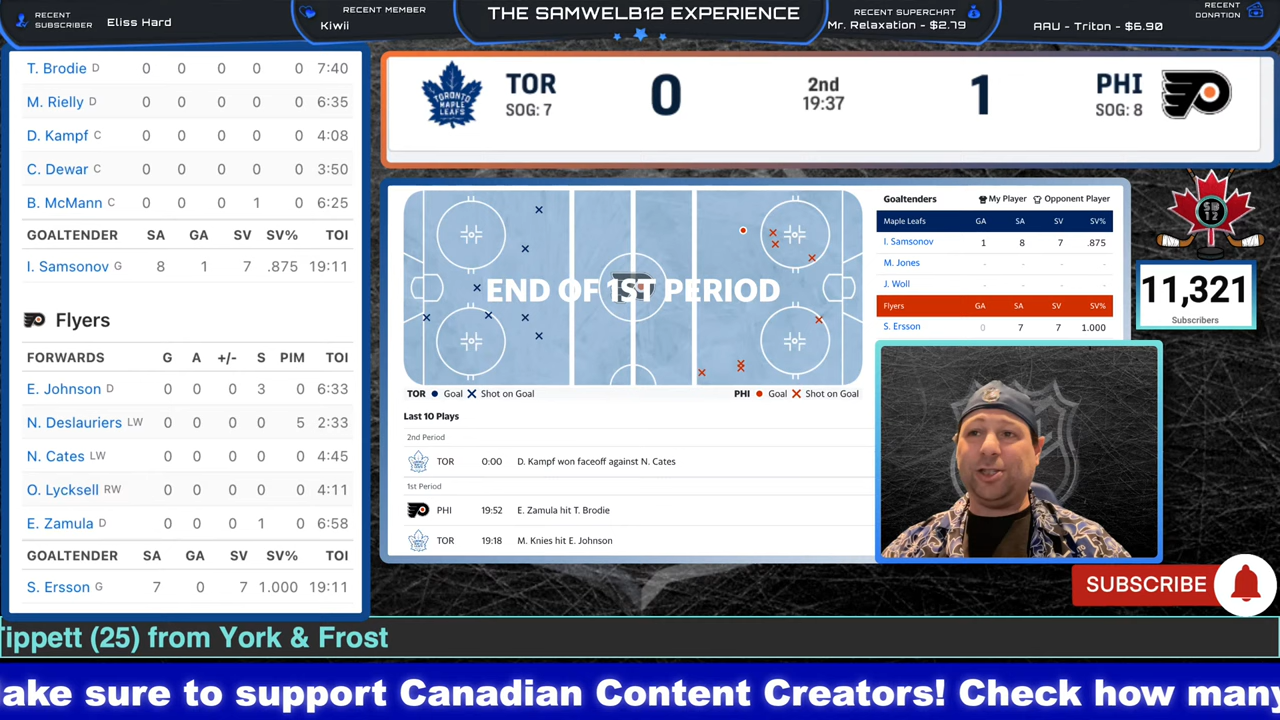 RECENT SUBSCRIBER
Eliss Hard
RECENT MEMBER
Kiwii
THE SAMWELB12 EXPERIENCE
RECENT SUPERCHAT
Mr. Relaxation - $2.79
RECENT DONATION
AAU - Triton - $6.90
T. Brodie D 0 0 0 0 0 7:40
M. Rielly D 0 0 0 0 0 6:35
D. Kampf C 0 0 0 0 0 4:08
C. Dewar C 0 0 0 0 0 3:50
B. McMann C 0 0 0 1 0 6:25
GOALTENDER SA GA SV SV% TOI
I. Samsonov G 8 1 7 .875 19:11
Flyers
FORWARDS G A +/- S PIM TOI
E. Johnson D 0 0 0 3 0 6:33
N. Deslauriers LW 0 0 0 0 5 2:33
N. Cates LW 0 0 0 0 0 4:45
O. Lycksell RW 0 0 0 0 0 4:11
E. Zamula D 0 0 0 1 0 6:58
GOALTENDER SA GA SV SV% TOI
S. Ersson G 7 0 7 1.000 19:11
TORONTO MAPLE LEAFS
TOR 0 2nd 1 PHI
SOG: 7 19:37 SOG: 8
END OF 1ST PERIOD
TOR Goal Shot on Goal
PHI Goal Shot on Goal
Last 10 Plays
2nd Period
TOR 0:00 D. Kampf won faceoff against N. Cates
1st Period
PHI 19:52 E. Zamula hit T. Brodie
TOR 19:18 M. Knies hit E. Johnson
Goaltenders My Player Opponent Player
Maple Leafs GA SA SV SV%
I. Samsonov 1 8 7 .875
M. Jones - - - -
J. Woll - - - -
Flyers GA SA SV SV%
S. Ersson 0 7 7 1.000
SB
12
11,321
Subscribers
SUBSCRIBE
ippett (25) from York & Frost
ake sure to support Canadian Content Creators! Check how many